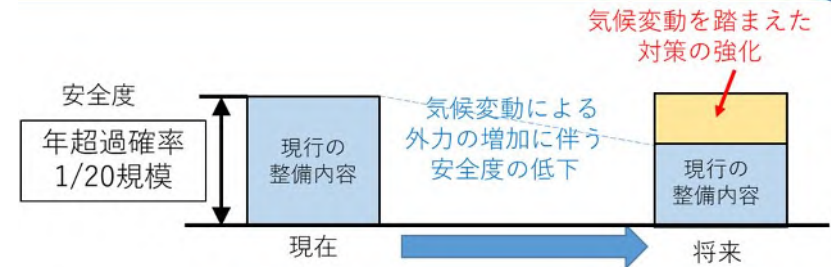 気候変動を踏まえた
対策の強化
安全度
年超過確率
1/20規模
現行の
整備内容
気候変動による
外力の増加に伴う
安全度の低下
現行の
整備内容
現在
将来